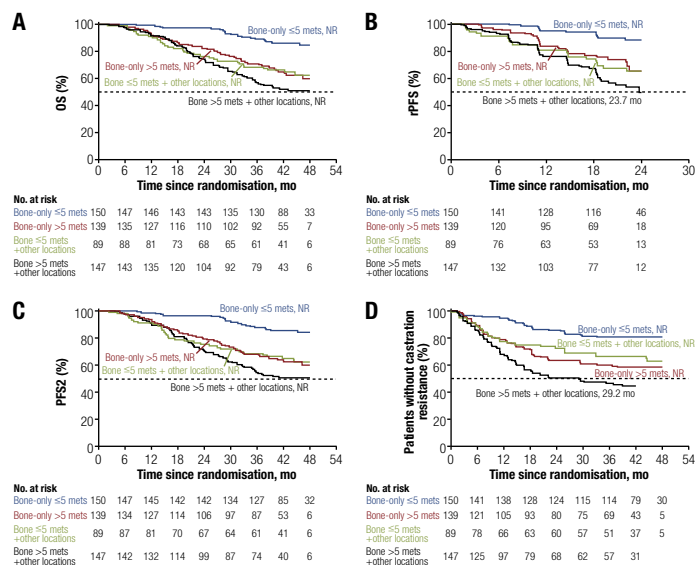 A
OS (%)
100
80
60
40
20
0
Bone-only ≤5 mets, NR
Bone-only >5 mets, NR
Bone ≤5 mets + other locations, NR
Bone >5 mets + other locations, NR
0 6 12 18 24 30 36 42 48 54
Time since randomisation, mo
No. at risk
Bone-only ≤5 mets 150 147 146 143 143 135 130 88 33
Bone-only >5 mets 139 135 127 116 110 102 92 55 7
Bone ≤5 mets
+other locations 89 88 81 73 68 65 61 41 6
Bone >5 mets
+other locations 147 143 135 120 104 92 79 43 6
B
rPFS (%)
100
80
60
40
20
0
Bone-only ≤5 mets, NR
Bone-only >5 mets, NR
Bone ≤5 mets + other locations, NR
Bone >5 mets + other locations, 23.7 mo
0 6 12 18 24 30
Time since randomisation, mo
No. at risk
Bone-only ≤5 mets 150 141 128 116 46
Bone-only >5 mets 139 120 95 69 18
Bone ≤5 mets
+other locations 89 76 63 53 13
Bone >5 mets
+other locations 147 132 103 77 12
C
PFS2 (%)
100
80
60
40
20
0
Bone-only ≤5 mets, NR
Bone-only >5 mets, NR
Bone ≤5 mets + other locations, NR
Bone >5 mets + other locations, NR
0 6 12 18 24 30 36 42 48 54
Time since randomisation, mo
No. at risk
Bone-only ≤5 mets 150 147 145 142 142 134 127 85 32
Bone-only >5 mets 139 134 127 114 106 97 87 53 6
Bone ≤5 mets
+other locations 89 87 81 70 67 64 61 41 6
Bone >5 mets
+other locations 147 142 132 114 99 87 74 40 6
D
Patients without castration
resistance (%)
100
80
60
40
20
0
Bone-only ≤5 mets, NR
Bone ≤5 mets + other locations, NR
Bone-only >5 mets, NR
Bone >5 mets + other locations, 29.2 mo
0 6 12 18 24 30 36 42 48 54
Time since randomisation, mo
No. at risk
Bone-only ≤5 mets 150 141 138 128 124 115 114 79 30
Bone-only >5 mets 139 121 105 93 80 75 69 43 5
Bone ≤5 mets
+other locations 89 78 66 63 60 57 51 37 5
Bone >5 mets
+other locations 147 125 97 79 68 62 57 31